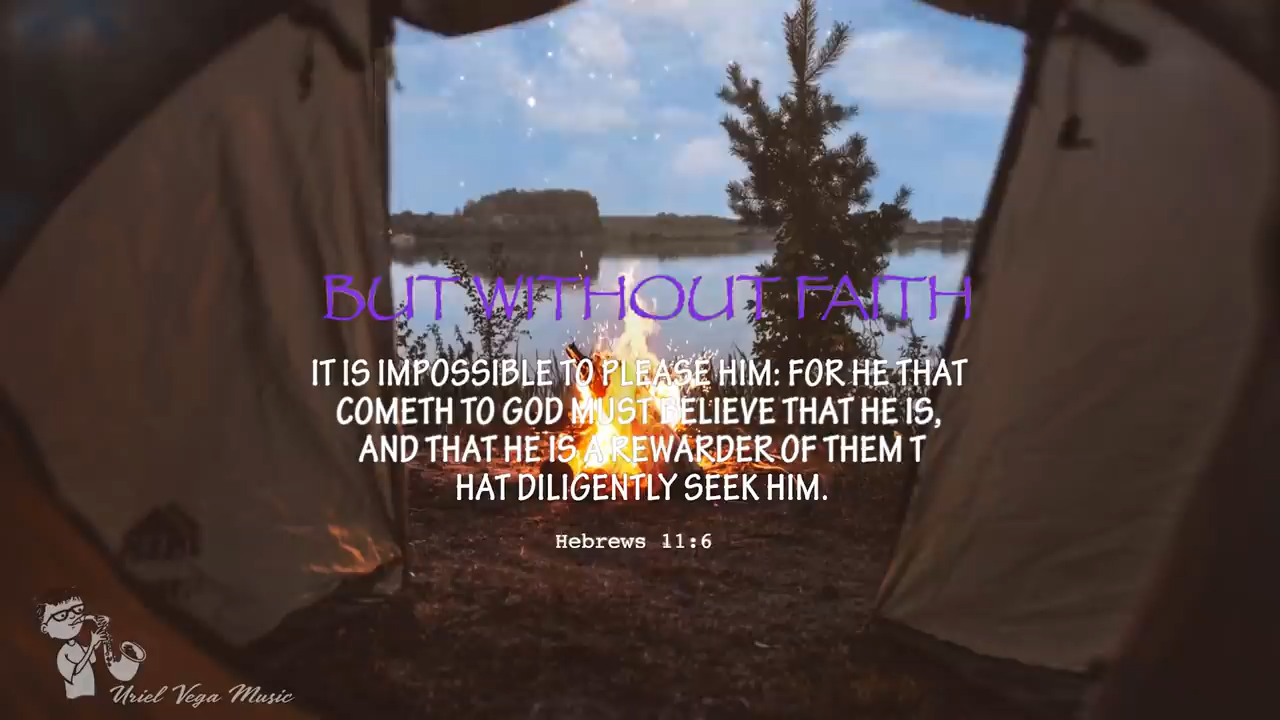 BUT WITHOUT FAITH
IT IS IMPOSSIBLE TO PLEASE HIM: FOR HE THAT
COMETH TO GOD MUST BELIEVE THAT HE IS,
AND THAT HE IS A REWARDER OF THEM T
HAT DILIGENTLY SEEK HIM.
Hebrews 11:6
Uriel Vega Music